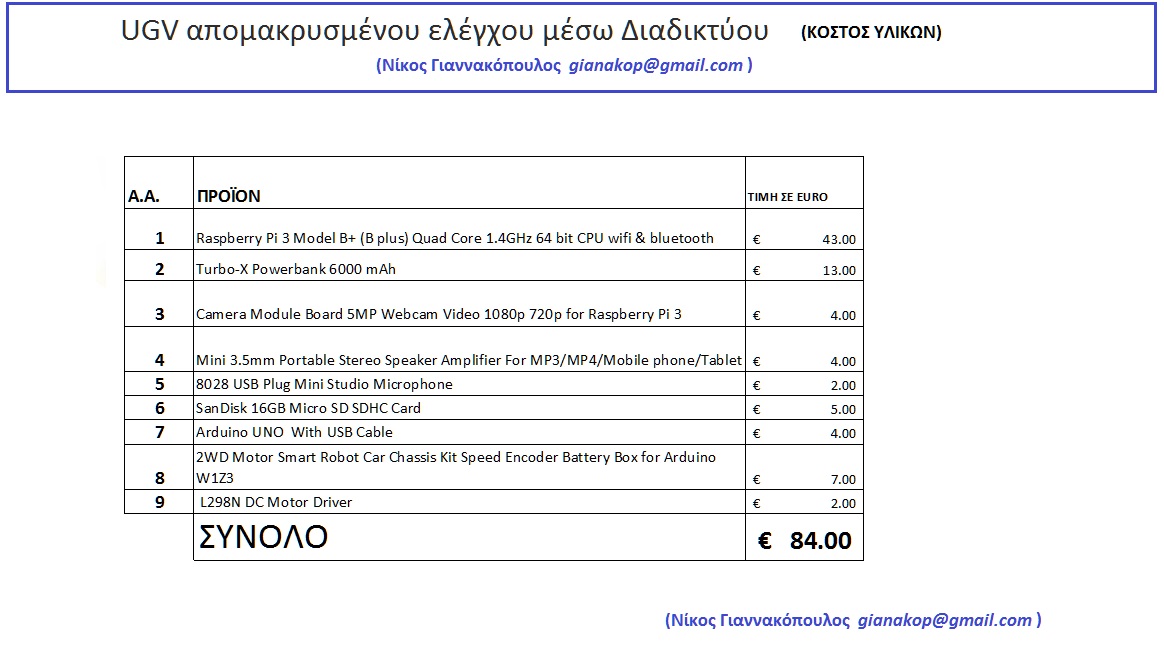 UGV απομακρυσμένου ελέγχου μέσω Διαδικτύου (ΚΟΣΤΟΣ ΥΛΙΚΩΝ)
(Νίκος Γιαννακόπουλος gianakop@gmail.com )
Α.Α. ΠΡΟΪΟΝ ΤΙΜΗ ΣΕ EURO
1 Raspberry Pi 3 Model B+ (B plus) Quad Core 1.4GHz 64 bit CPU wifi & bluetooth € 43.00
2 Turbo-X Powerbank 6000 mAh € 13.00
3 Camera Module Board 5MP Webcam Video 1080p 720p for Raspberry Pi 3 € 4.00
4 Mini 3.5mm Portable Stereo Speaker Amplifier For MP3/MP4/Mobile phone/Tablet € 4.00
5 8028 USB Plug Mini Studio Microphone € 2.00
6 SanDisk 16GB Micro SD SDHC Card € 5.00
7 Arduino UNO With USB Cable € 4.00
2WD Motor Smart Robot Car Chassis Kit Speed Encoder Battery Box for Arduino
8 W1Z3 € 7.00
9 L298N DC Motor Driver € 2.00
ΣΥΝΟΛΟ € 84.00
(Νίκος Γιαννακόπουλος gianakop@gmail.com )